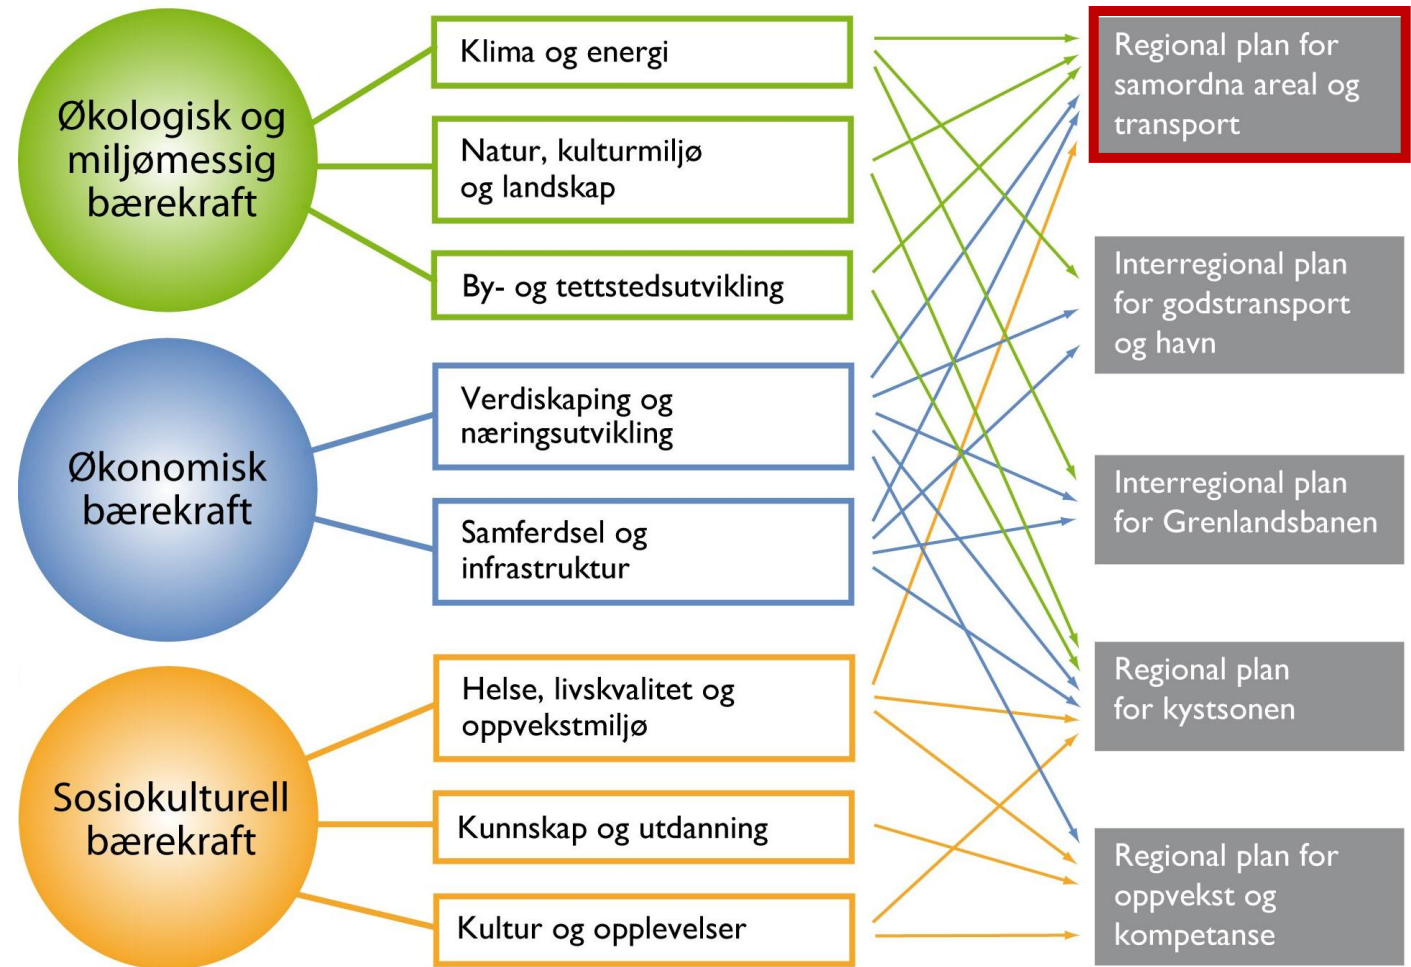 Økologisk og
miljømessig
bærekraft
Klima og energi
Natur, kulturmiljø
og landskap
By- og tettstedsutvikling
Økonomisk
bærekraft
Verdiskaping og
næringsutvikling
Samferdsel og
infrastruktur
Sosiokulturell
bærekraft
Helse, livskvalitet og
oppvekstmiljø
Kunnskap og utdanning
Kultur og opplevelser
Regional plan for
samordna areal og
transport
Interregional plan
for godstransport
og havn
Interregional plan
for Grenlandsbanen
Regional plan
for kystsonen
Regional plan for
oppvekst og
kompetanse